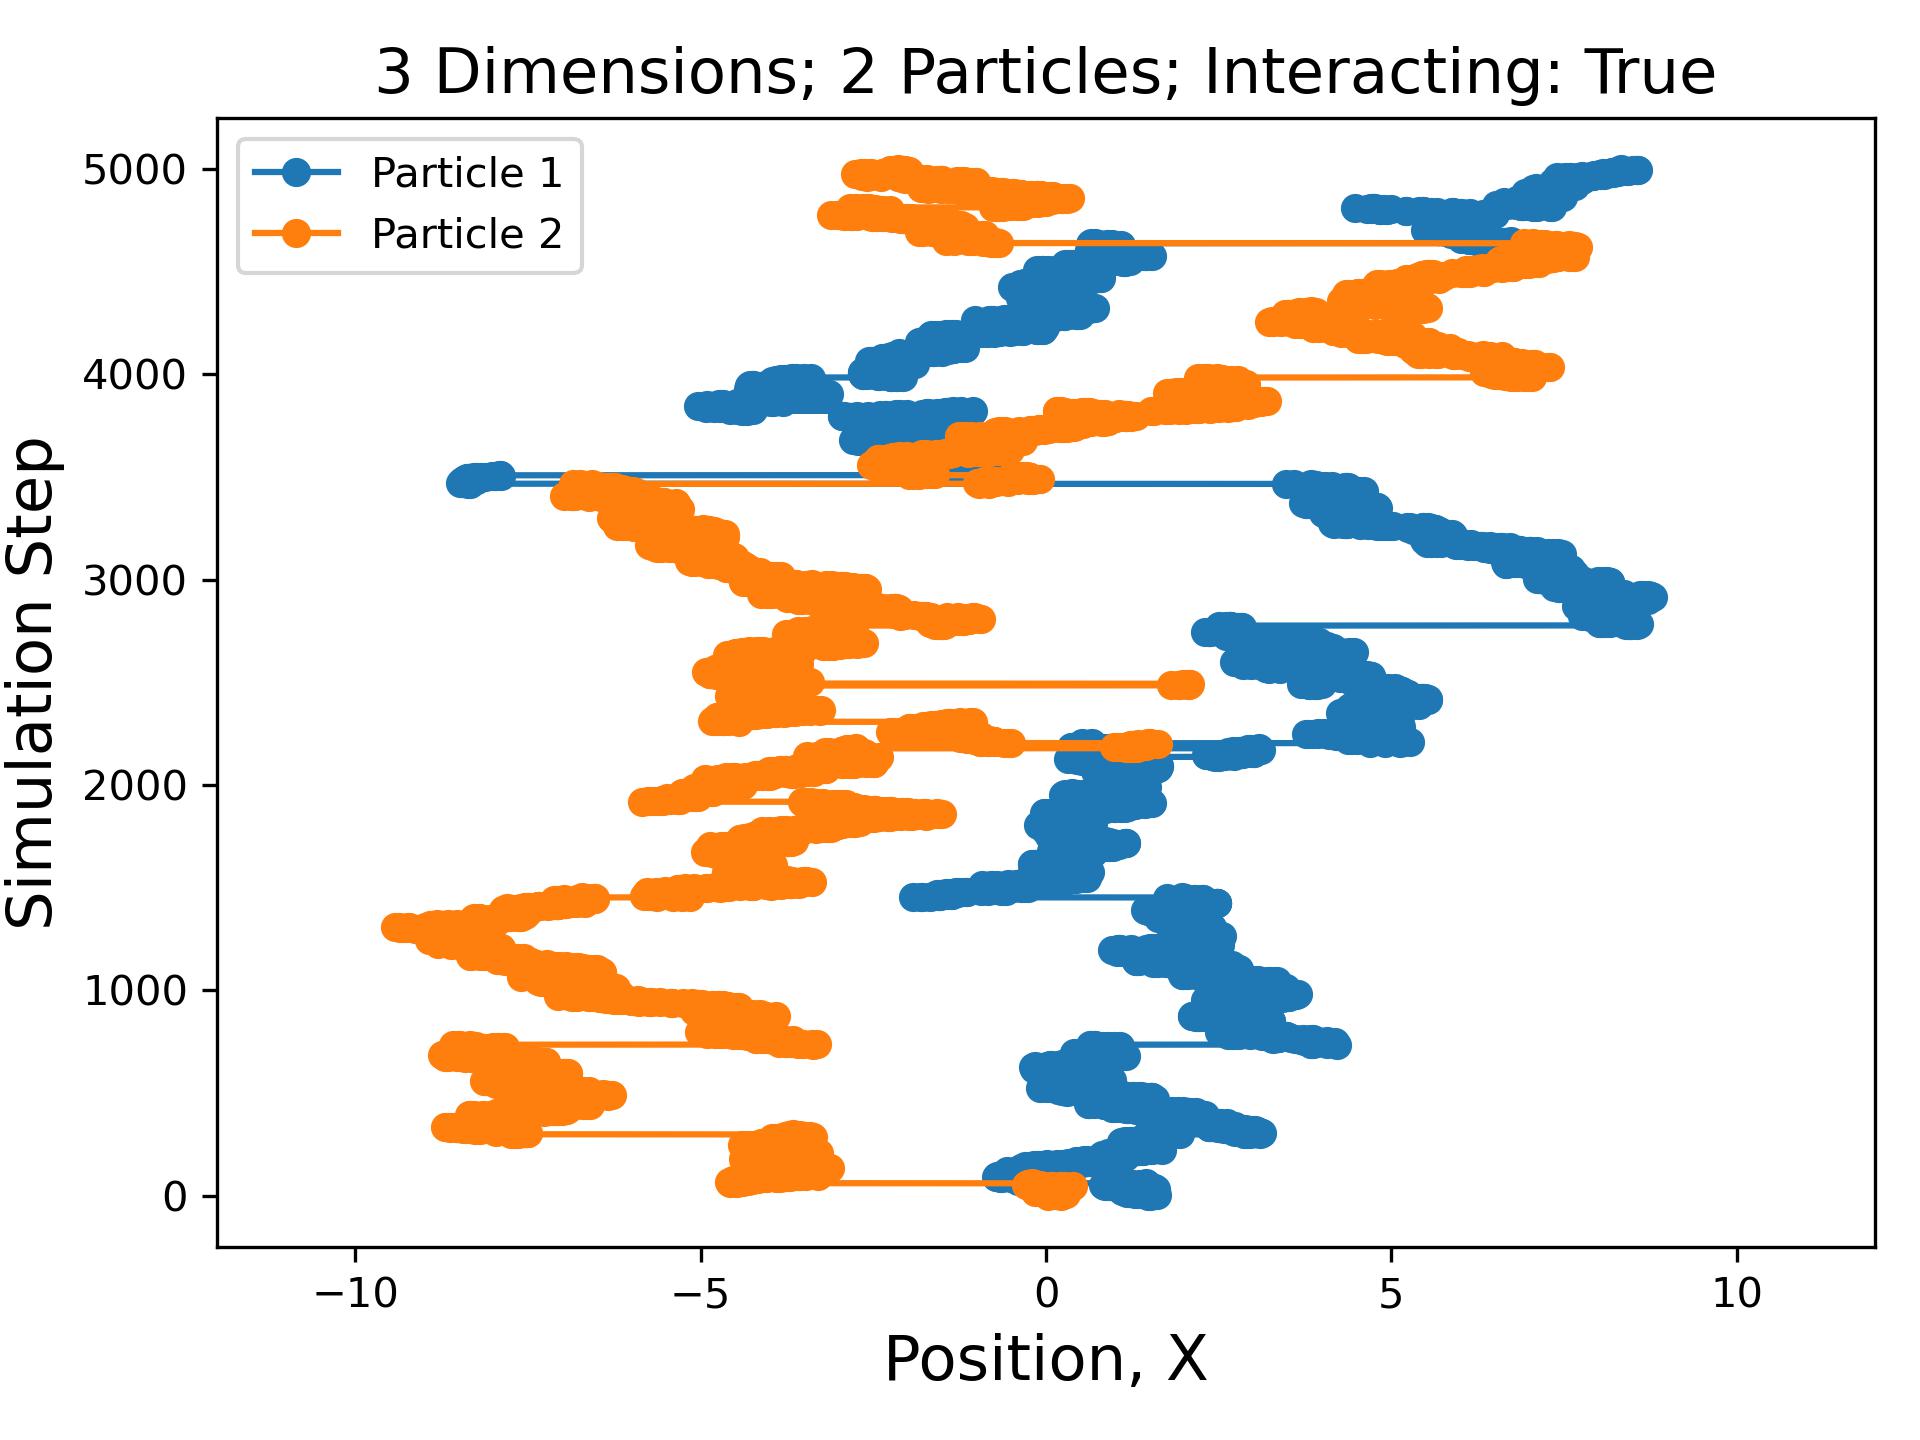 3 Dimensions; 2 Particles; Interacting: True
Particle 1
Particle 2
Simulation Step
5000
4000
3000
2000
1000
0
−10
−5
0
5
10
Position, X